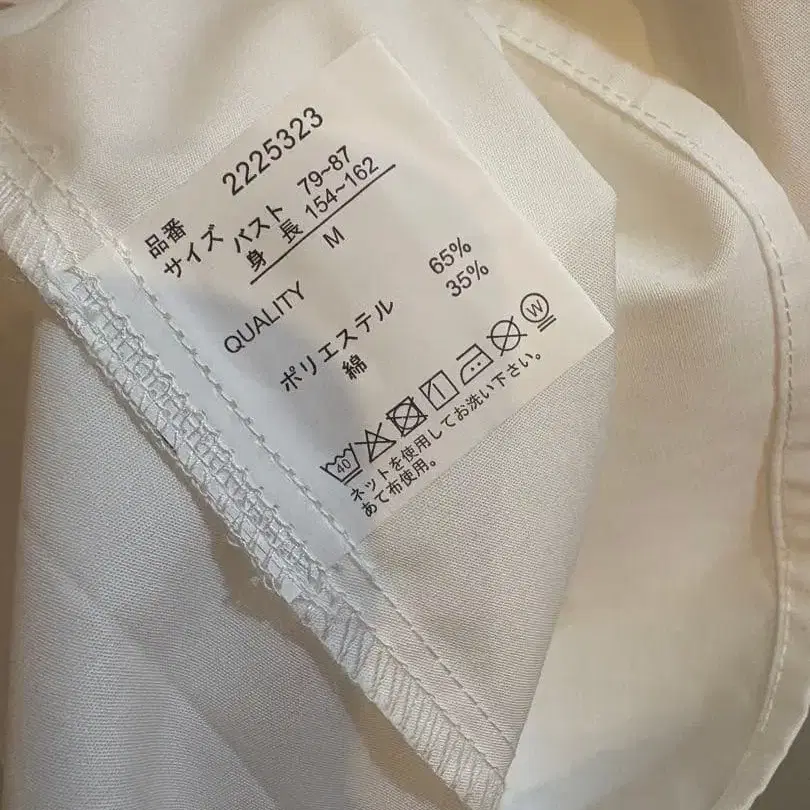 品番 2225323
サイズ バスト 79~87
身長 154~162
M
QUALITY
ポリエステル 65%
綿 35%
40 W
ネットを使用してお洗い下さい。
あて布使用。